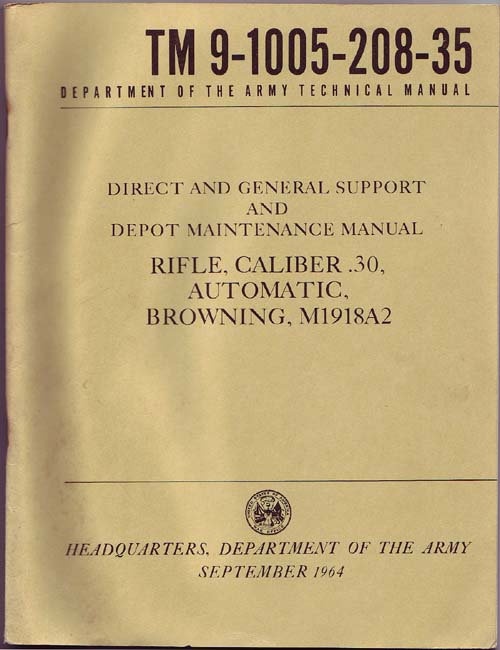 TM 9-1005-208-35
DEPARTMENT OF THE ARMY TECHNICAL MANUAL
DIRECT AND GENERAL SUPPORT
AND
DEPOT MAINTENANCE MANUAL
RIFLE, CALIBER .30,
AUTOMATIC,
BROWNING, M1918A2
HEADQUARTERS, DEPARTMENT OF THE ARMY
SEPTEMBER 1964